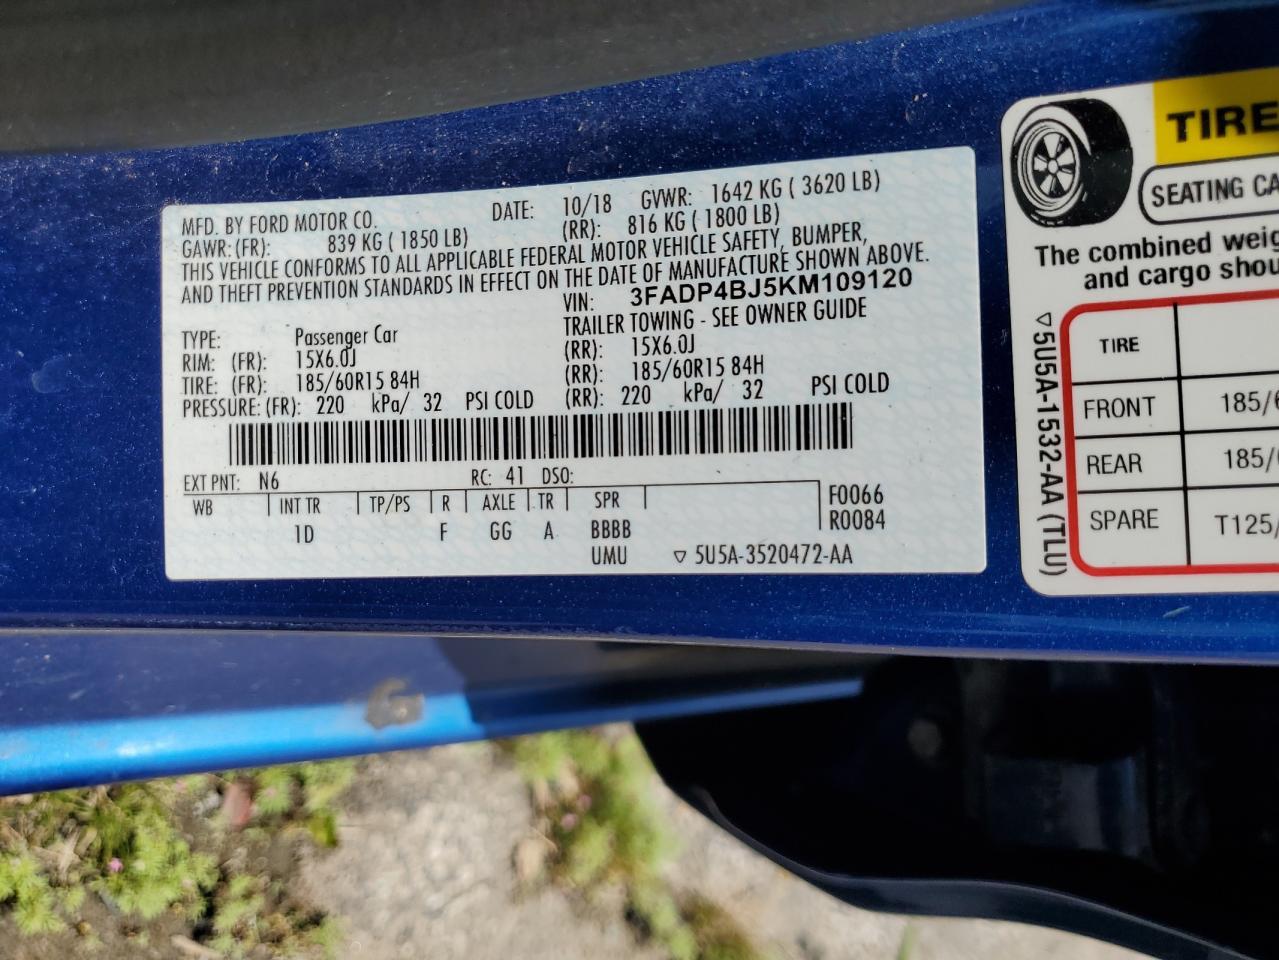 MFD. BY FORD MOTOR CO. DATE: 10/18 GVWR: 1642 KG ( 3620 LB)
GAWR: (FR): 839 KG ( 1850 LB) (RR): 816 KG ( 1800 LB)
THIS VEHICLE CONFORMS TO ALL APPLICABLE FEDERAL MOTOR VEHICLE SAFETY, BUMPER,
AND THEFT PREVENTION STANDARDS IN EFFECT ON THE DATE OF MANUFACTURE SHOWN ABOVE.
VIN: 3FADP4BJ5KM109120
TYPE: Passenger Car TRAILER TOWING - SEE OWNER GUIDE
RIM: (FR): 15X6.0J (RR): 15X6.0J
TIRE: (FR): 185/60R15 84H (RR): 185/60R15 84H
PRESSURE: (FR): 220 kPa/ 32 PSI COLD (RR): 220 kPa/ 32 PSI COLD
EXT PNT: N6 RC: 41 DSO:
WB INT TR TP/PS R AXLE TR SPR F0066
1D F GG A BBBB R0084
UMU ▽ 5U5A-3520472-AA
TIRE
SEATING CA
The combined weig
and cargo shou
▽ 5U5A-1532-AA (TLU)
TIRE
FRONT 185/6
REAR 185/6
SPARE T125/